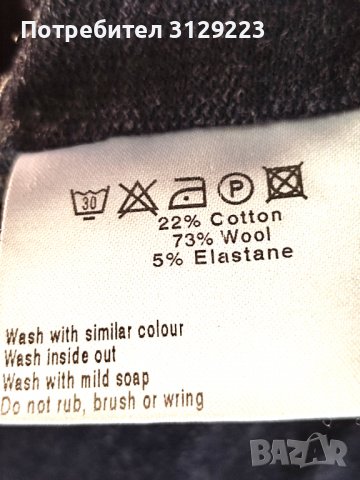 Потребител 3129223
30 P
22% Cotton
73% Wool
5% Elastane
Wash with similar colour
Wash inside out
Wash with mild soap
Do not rub, brush or wring
BAZAR